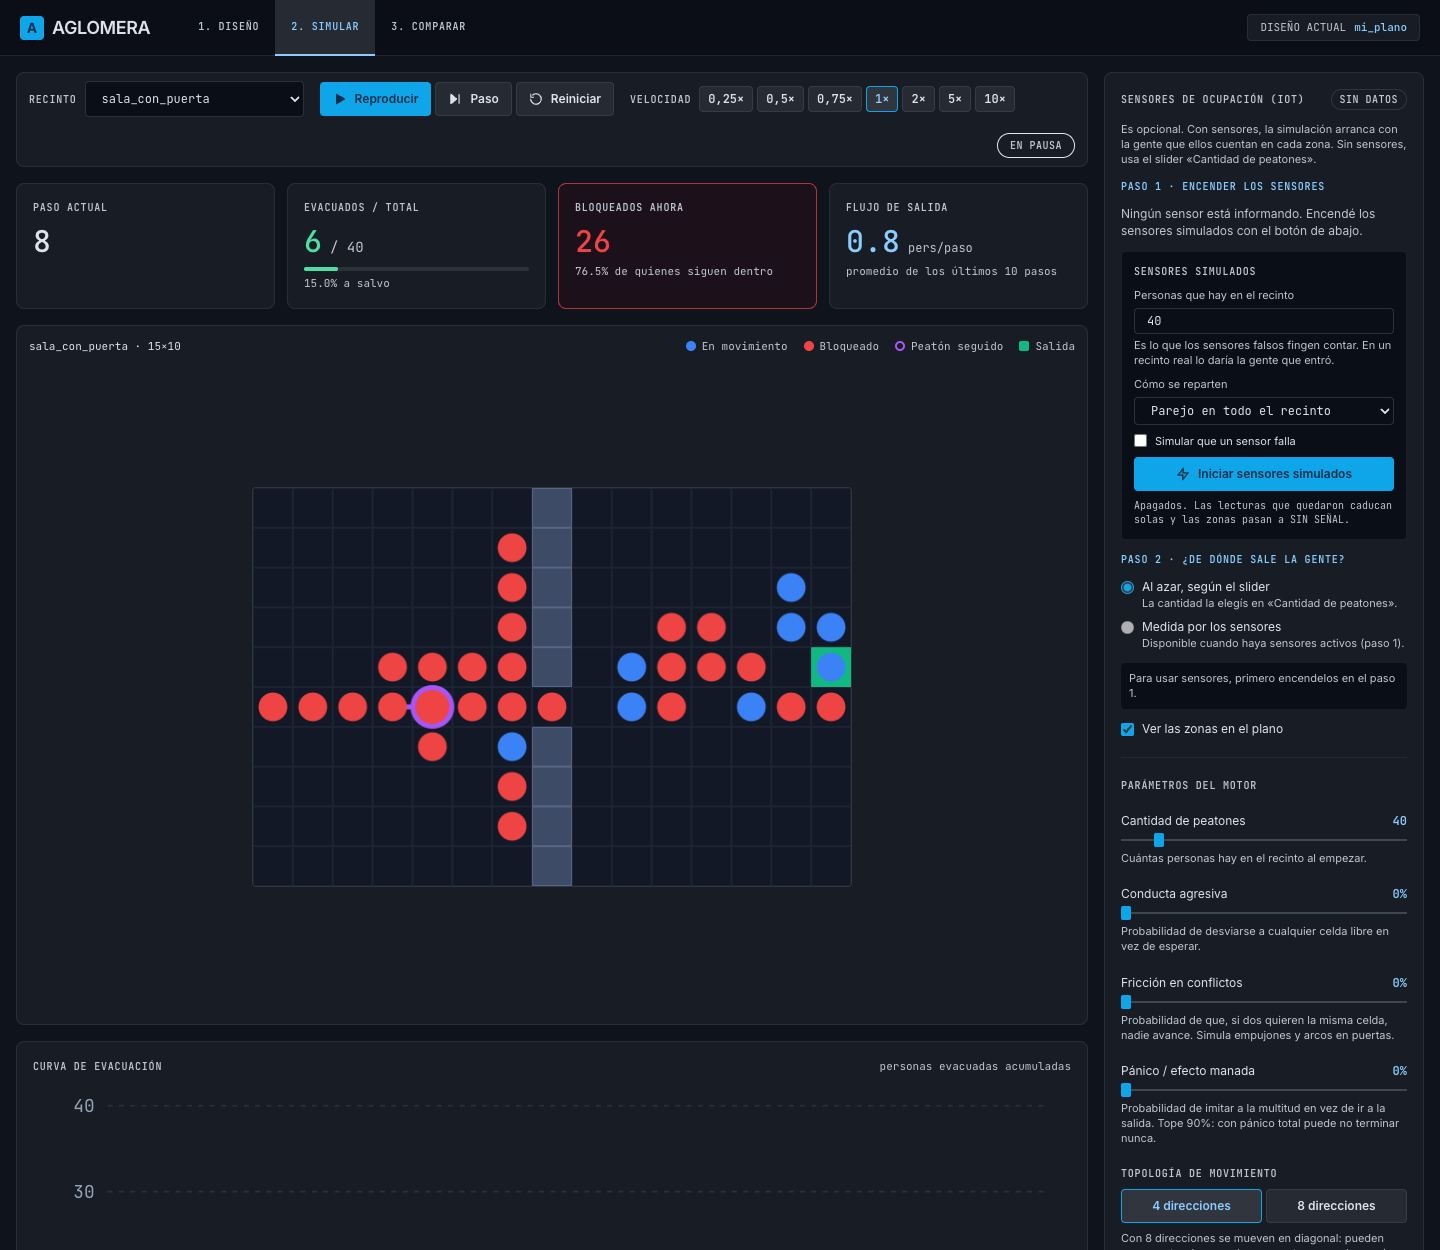 A AGLOMERA
1. DISEÑO
2. SIMULAR
3. COMPARAR
DISEÑO ACTUAL mi_plano
RECINTO
sala_con_puerta
Reproducir
Paso
Reiniciar
VELOCIDAD
0,25×
0,5×
0,75×
1×
2×
5×
10×
EN PAUSA
PASO ACTUAL
8
EVACUADOS / TOTAL
6 / 40
15.0% a salvo
BLOQUEADOS AHORA
26
76.5% de quienes siguen dentro
FLUJO DE SALIDA
0.8 pers/paso
promedio de los últimos 10 pasos
sala_con_puerta · 15×10
En movimiento
Bloqueado
Peatón seguido
Salida
CURVA DE EVACUACIÓN
personas evacuadas acumuladas
40
30
SENSORES DE OCUPACIÓN (IOT)
SIN DATOS
Es opcional. Con sensores, la simulación arranca con
la gente que ellos cuentan en cada zona. Sin sensores,
usa el slider «Cantidad de peatones».
PASO 1 · ENCENDER LOS SENSORES
Ningún sensor está informando. Encendé los
sensores simulados con el botón de abajo.
SENSORES SIMULADOS
Personas que hay en el recinto
40
Es lo que los sensores falsos fingen contar. En un
recinto real lo daría la gente que entró.
Cómo se reparten
Parejo en todo el recinto
Simular que un sensor falla
Iniciar sensores simulados
Apagados. Las lecturas que quedaron caducan
solas y las zonas pasan a SIN SEÑAL.
PASO 2 · ¿DE DÓNDE SALE LA GENTE?
Al azar, según el slider
La cantidad la elegís en «Cantidad de peatones».
Medida por los sensores
Disponible cuando haya sensores activos (paso 1).
Para usar sensores, primero encendelos en el paso
1.
Ver las zonas en el plano
PARÁMETROS DEL MOTOR
Cantidad de peatones 40
Cuántas personas hay en el recinto al empezar.
Conducta agresiva 0%
Probabilidad de desviarse a cualquier celda libre en
vez de esperar.
Fricción en conflictos 0%
Probabilidad de que, si dos quieren la misma celda,
nadie avance. Simula empujones y arcos en puertas.
Pánico / efecto manada 0%
Probabilidad de imitar a la multitud en vez de ir a la
salida. Tope 90%: con pánico total puede no terminar
nunca.
TOPOLOGÍA DE MOVIMIENTO
4 direcciones
8 direcciones
Con 8 direcciones se mueven en diagonal: pueden